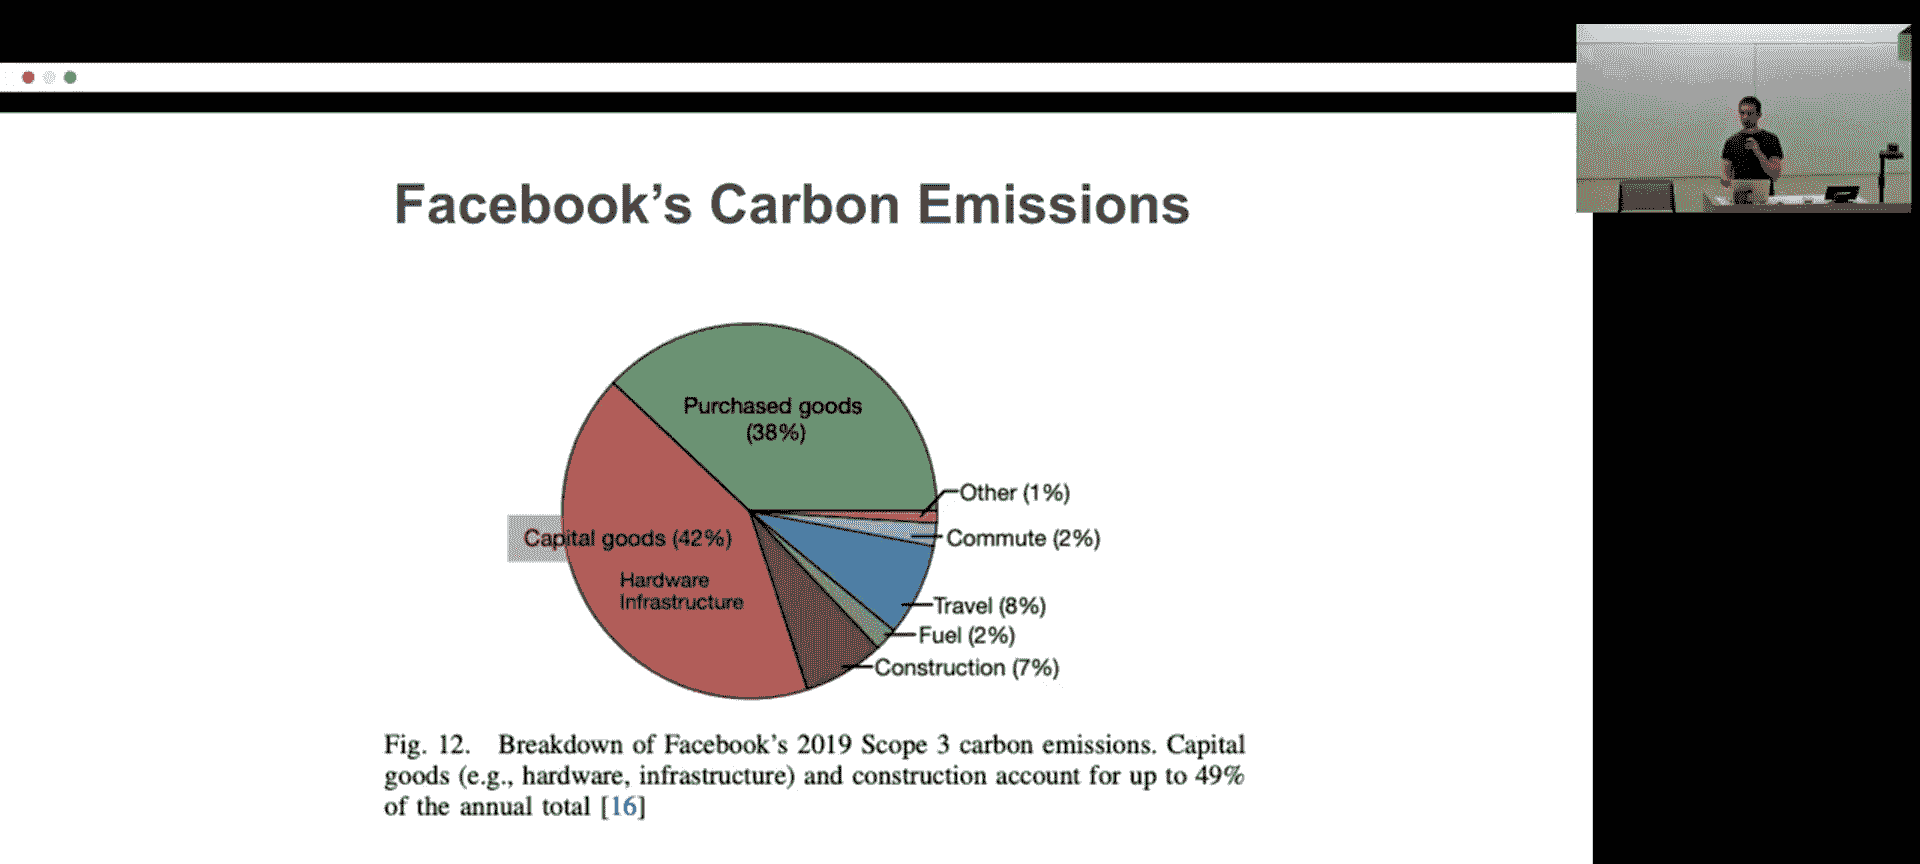 Facebook’s Carbon Emissions
Purchased goods
(38%)
Other (1%)
Capital goods (42%)
Commute (2%)
Hardware
Infrastructure
Travel (8%)
Fuel (2%)
Construction (7%)
Fig. 12. Breakdown of Facebook’s 2019 Scope 3 carbon emissions. Capital
goods (e.g., hardware, infrastructure) and construction account for up to 49%
of the annual total [16]